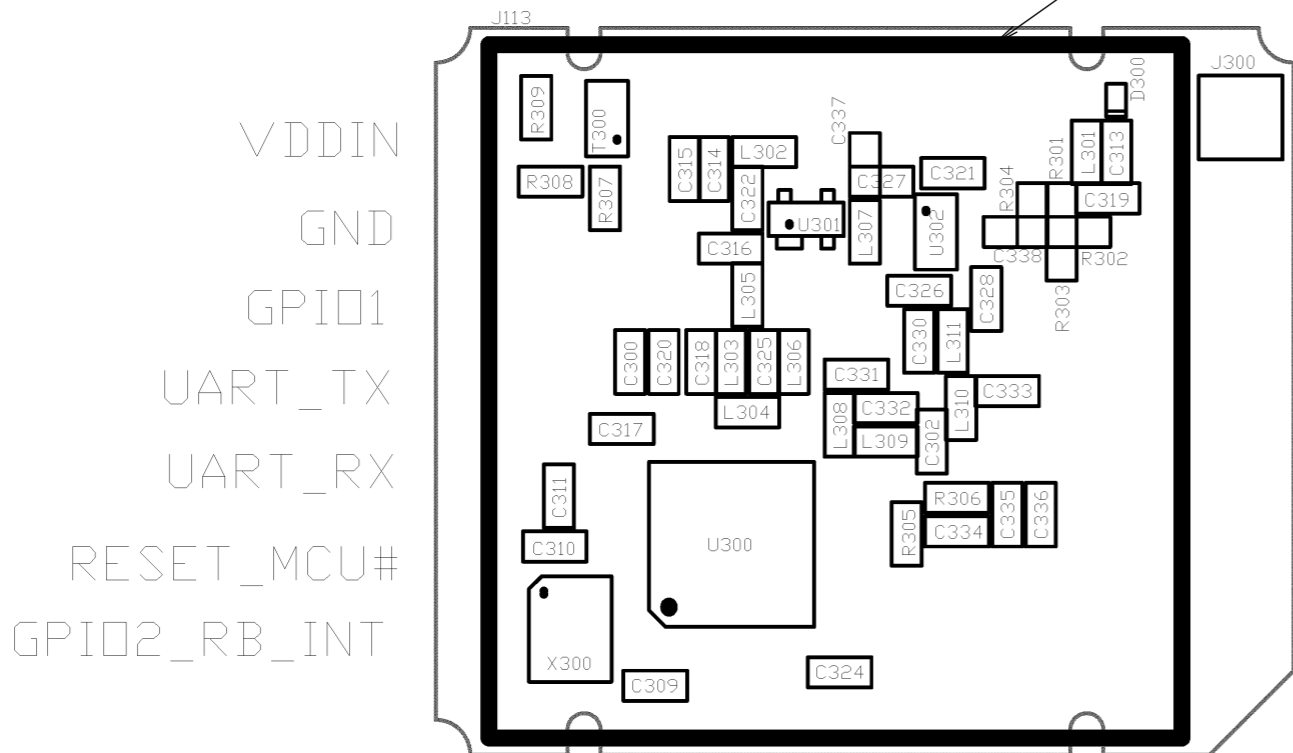 J113
J300
D300
R309
T300
C337
VDDIN
C315
C314
L302
R301
L301
C313
R308
R307
C322
C327
C321
R304
C319
GND
U301
L307
U302
C316
C338
R302
L305
C326
C328
R303
GPIO1
C300
C320
C318
L303
C325
L306
C330
L311
C331
UART_TX
L304
L308
C332
L310
C333
C317
L309
C302
UART_RX
C311
R306
C335
C336
R305
C334
C310
U300
RESET_MCU#
GPIO2_RB_INT
X300
C309
C324